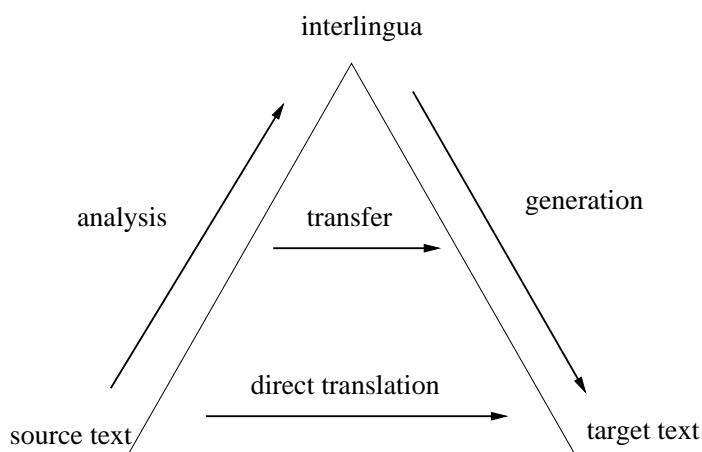 interlingua
analysis
transfer
generation
direct translation
source text
target text